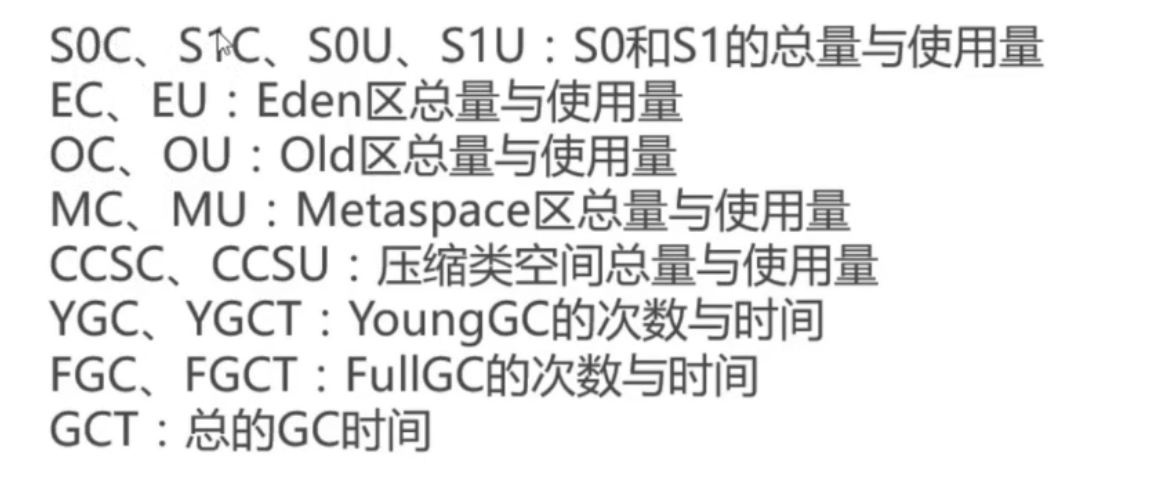 S0C、S1C、S0U、S1U：S0和S1的总量与使用量
EC、EU：Eden区总量与使用量
OC、OU：Old区总量与使用量
MC、MU：Metaspace区总量与使用量
CCSC、CCSU：压缩类空间总量与使用量
YGC、YGCT：YoungGC的次数与时间
FGC、FGCT：FullGC的次数与时间
GCT：总的GC时间